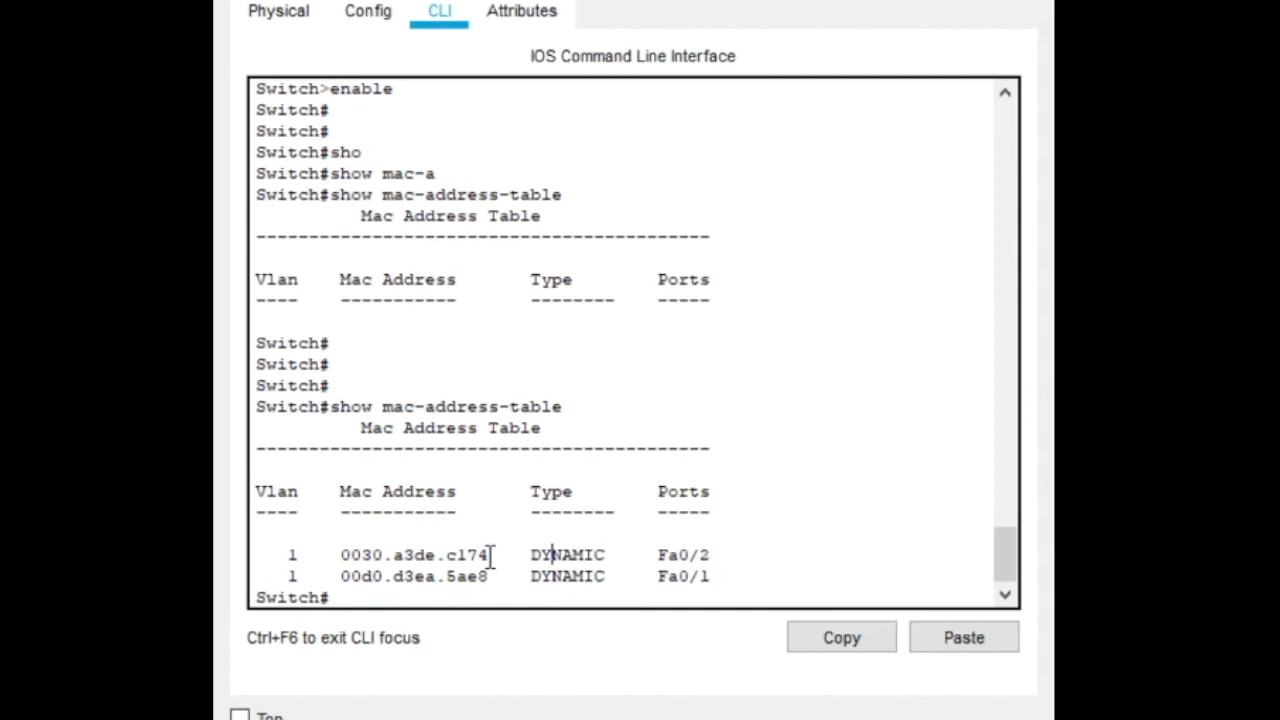 Physical Config CLI Attributes
IOS Command Line Interface
Switch>enable
Switch#
Switch#
Switch#sho
Switch#show mac-a
Switch#show mac-address-table
Mac Address Table
-------------------------------------------
Vlan Mac Address Type Ports
---- ----------- -------- -----
Switch#
Switch#
Switch#
Switch#show mac-address-table
Mac Address Table
-------------------------------------------
Vlan Mac Address Type Ports
---- ----------- -------- -----
1 0030.a3de.c174 DYNAMIC Fa0/2
1 00d0.d3ea.5ae8 DYNAMIC Fa0/1
Switch#
Ctrl+F6 to exit CLI focus
Copy Paste
Top